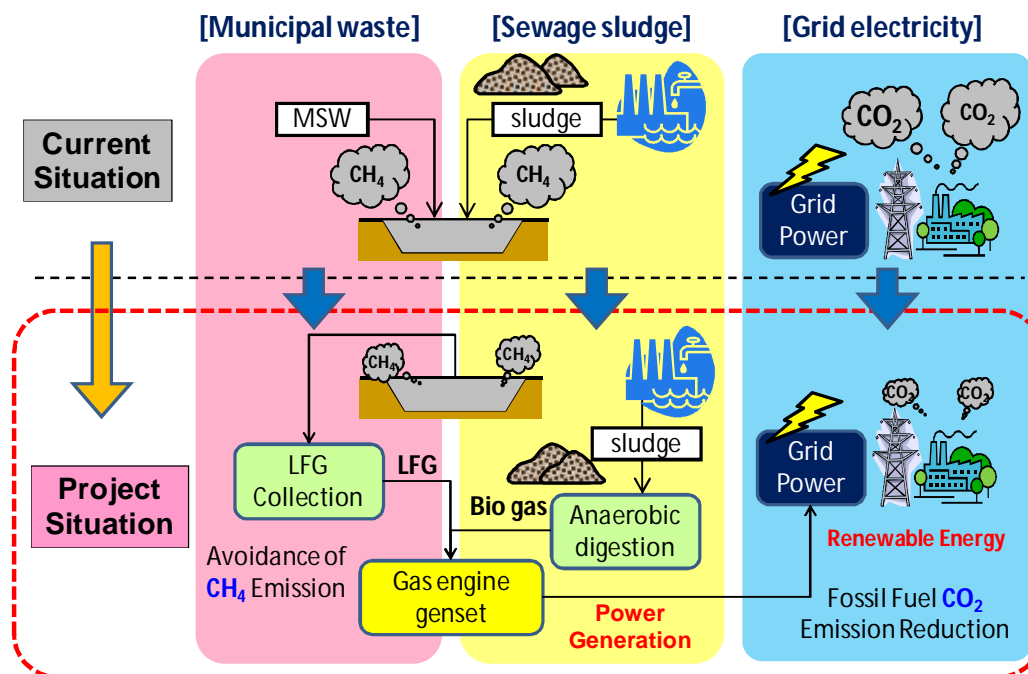 [Municipal waste]
[Sewage sludge]
[Grid electricity]
Current
Situation
MSW
sludge
CH4
CH4
CO2
CO2
Grid
Power
CH4
CH4
sludge
CO2
CO2
Grid
Power
Project
Situation
LFG
Collection
LFG
Bio gas
Anaerobic
digestion
Avoidance of
CH4 Emission
Gas engine
genset
Power
Generation
Renewable Energy
Fossil Fuel CO2
Emission Reduction